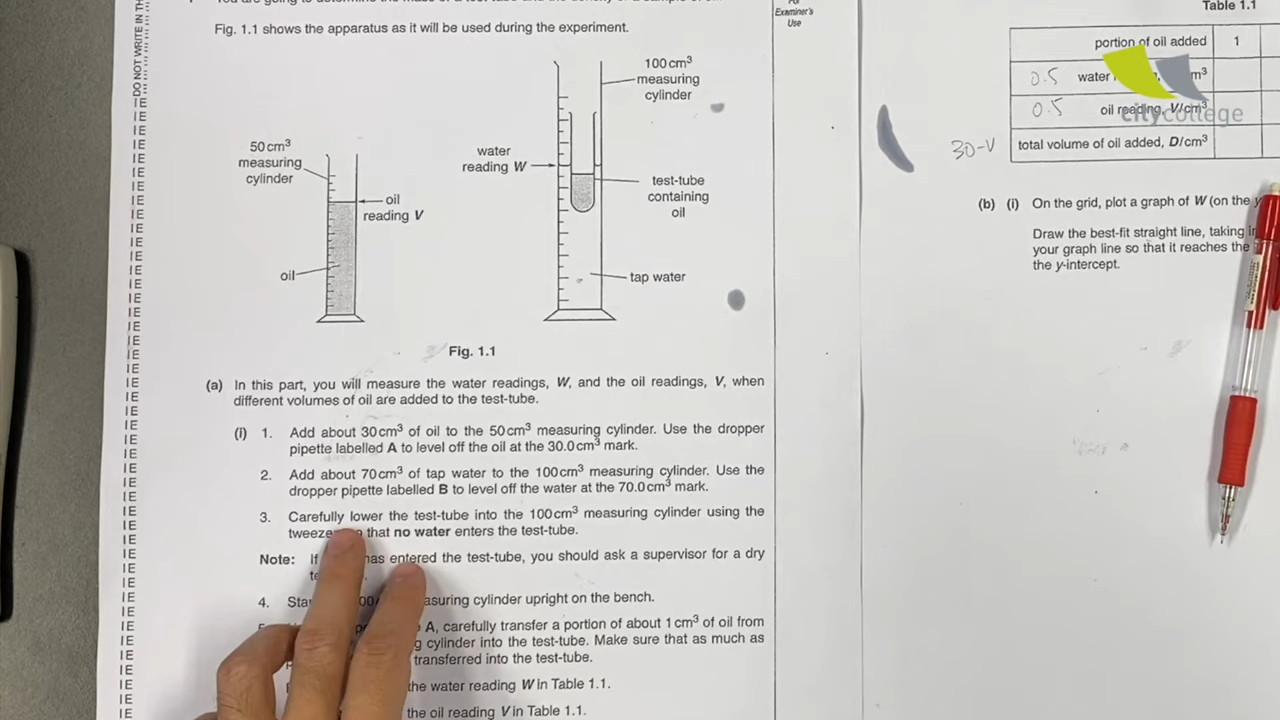 Fig. 1.1 shows the apparatus as it will be used during the experiment.
For
Examiner's
Use
DO NOT WRITE IN TH
50 cm³
measuring
cylinder
oil
reading V
oil
100 cm³
measuring
cylinder
water
reading W
test-tube
containing
oil
tap water
Fig. 1.1
(a) In this part, you will measure the water readings, W, and the oil readings, V, when
different volumes of oil are added to the test-tube.
(i) 1. Add about 30 cm³ of oil to the 50 cm³ measuring cylinder. Use the dropper
pipette labelled A to level off the oil at the 30.0 cm³ mark.
2. Add about 70 cm³ of tap water to the 100 cm³ measuring cylinder. Use the
dropper pipette labelled B to level off the water at the 70.0 cm³ mark.
3. Carefully lower the test-tube into the 100 cm³ measuring cylinder using the
that no water enters the test-tube.
Note: If has entered the test-tube, you should ask a supervisor for a dry
4. asuring cylinder upright on the bench.
A, carefully transfer a portion of about 1 cm³ of oil from
cylinder into the test-tube. Make sure that as much as
transferred into the test-tube.
the water reading W in Table 1.1.
the oil reading V in Table 1.1.
Table 1.1
portion of oil added 1
0.5 water m³
0.5 oil reading, V/cm³
citycollege
30-V total volume of oil added, D/cm³
(b) (i) On the grid, plot a graph of W (on the
Draw the best-fit straight line, taking
your graph line so that it reaches the
the y-intercept.